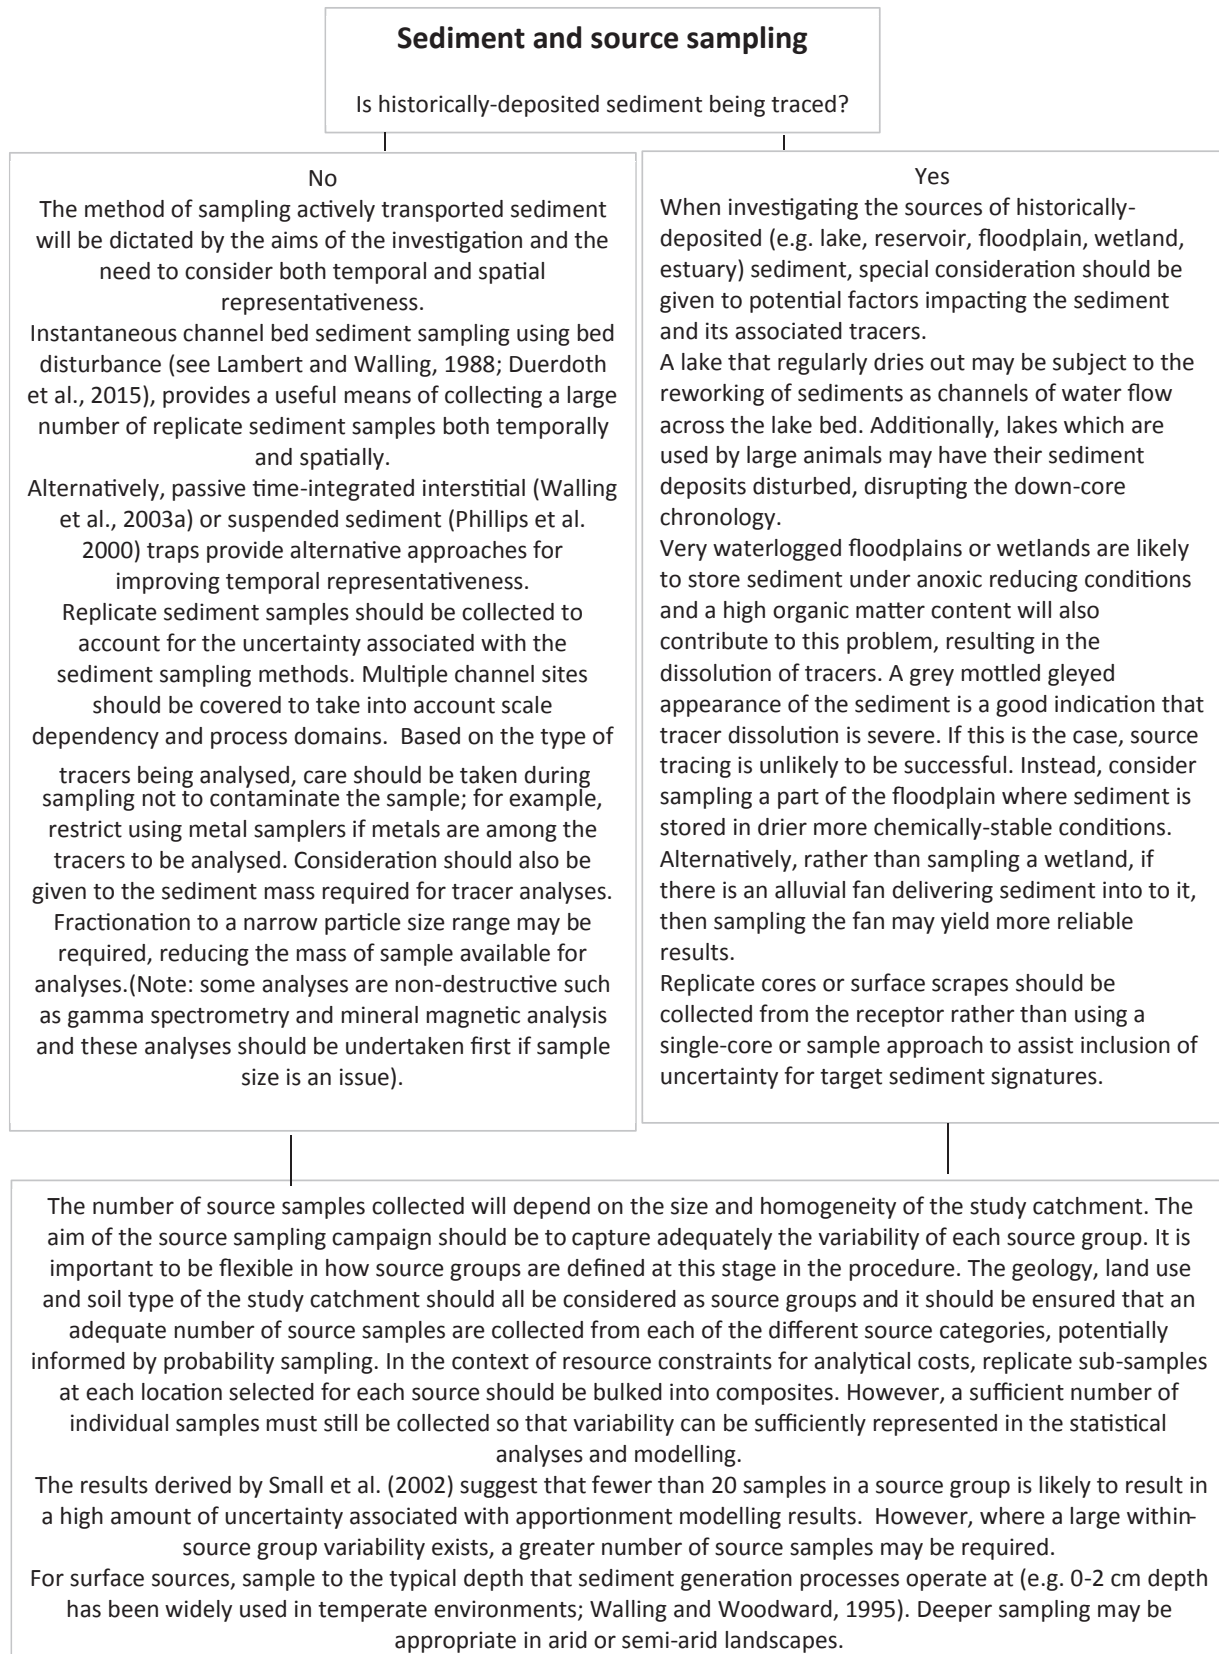 Sediment and source sampling
Is historically-deposited sediment being traced?
No
The method of sampling actively transported sediment
will be dictated by the aims of the investigation and the
need to consider both temporal and spatial
representativeness.
Instantaneous channel bed sediment sampling using bed
disturbance (see Lambert and Walling, 1988; Duerdoth
et al., 2015), provides a useful means of collecting a large
number of replicate sediment samples both temporally
and spatially.
Alternatively, passive time-integrated interstitial (Walling
et al., 2003a) or suspended sediment (Phillips et al.
2000) traps provide alternative approaches for
improving temporal representativeness.
Replicate sediment samples should be collected to
account for the uncertainty associated with the
sediment sampling methods. Multiple channel sites
should be covered to take into account scale
dependency and process domains.  Based on the type of
tracers being analysed, care should be taken during
sampling not to contaminate the sample; for example,
restrict using metal samplers if metals are among the
tracers to be analysed. Consideration should also be
given to the sediment mass required for tracer analyses.
Fractionation to a narrow particle size range may be
required, reducing the mass of sample available for
analyses.(Note: some analyses are non-destructive such
as gamma spectrometry and mineral magnetic analysis
and these analyses should be undertaken first if sample
size is an issue).
Yes
When investigating the sources of historically-
deposited (e.g. lake, reservoir, floodplain, wetland,
estuary) sediment, special consideration should be
given to potential factors impacting the sediment
and its associated tracers.
A lake that regularly dries out may be subject to the
reworking of sediments as channels of water flow
across the lake bed. Additionally, lakes which are
used by large animals may have their sediment
deposits disturbed, disrupting the down-core
chronology.
Very waterlogged floodplains or wetlands are likely
to store sediment under anoxic reducing conditions
and a high organic matter content will also
contribute to this problem, resulting in the
dissolution of tracers. A grey mottled gleyed
appearance of the sediment is a good indication that
tracer dissolution is severe. If this is the case, source
tracing is unlikely to be successful. Instead, consider
sampling a part of the floodplain where sediment is
stored in drier more chemically-stable conditions.
Alternatively, rather than sampling a wetland, if
there is an alluvial fan delivering sediment into to it,
then sampling the fan may yield more reliable
results.
Replicate cores or surface scrapes should be
collected from the receptor rather than using a
single-core or sample approach to assist inclusion of
uncertainty for target sediment signatures.
The number of source samples collected will depend on the size and homogeneity of the study catchment. The
aim of the source sampling campaign should be to capture adequately the variability of each source group. It is
important to be flexible in how source groups are defined at this stage in the procedure. The geology, land use
and soil type of the study catchment should all be considered as source groups and it should be ensured that an
adequate number of source samples are collected from each of the different source categories, potentially
informed by probability sampling. In the context of resource constraints for analytical costs, replicate sub-samples
at each location selected for each source should be bulked into composites. However, a sufficient number of
individual samples must still be collected so that variability can be sufficiently represented in the statistical
analyses and modelling.
The results derived by Small et al. (2002) suggest that fewer than 20 samples in a source group is likely to result in
a high amount of uncertainty associated with apportionment modelling results.  However, where a large within-
source group variability exists, a greater number of source samples may be required.
For surface sources, sample to the typical depth that sediment generation processes operate at (e.g. 0-2 cm depth
has been widely used in temperate environments; Walling and Woodward, 1995). Deeper sampling may be
appropriate in arid or semi-arid landscapes.